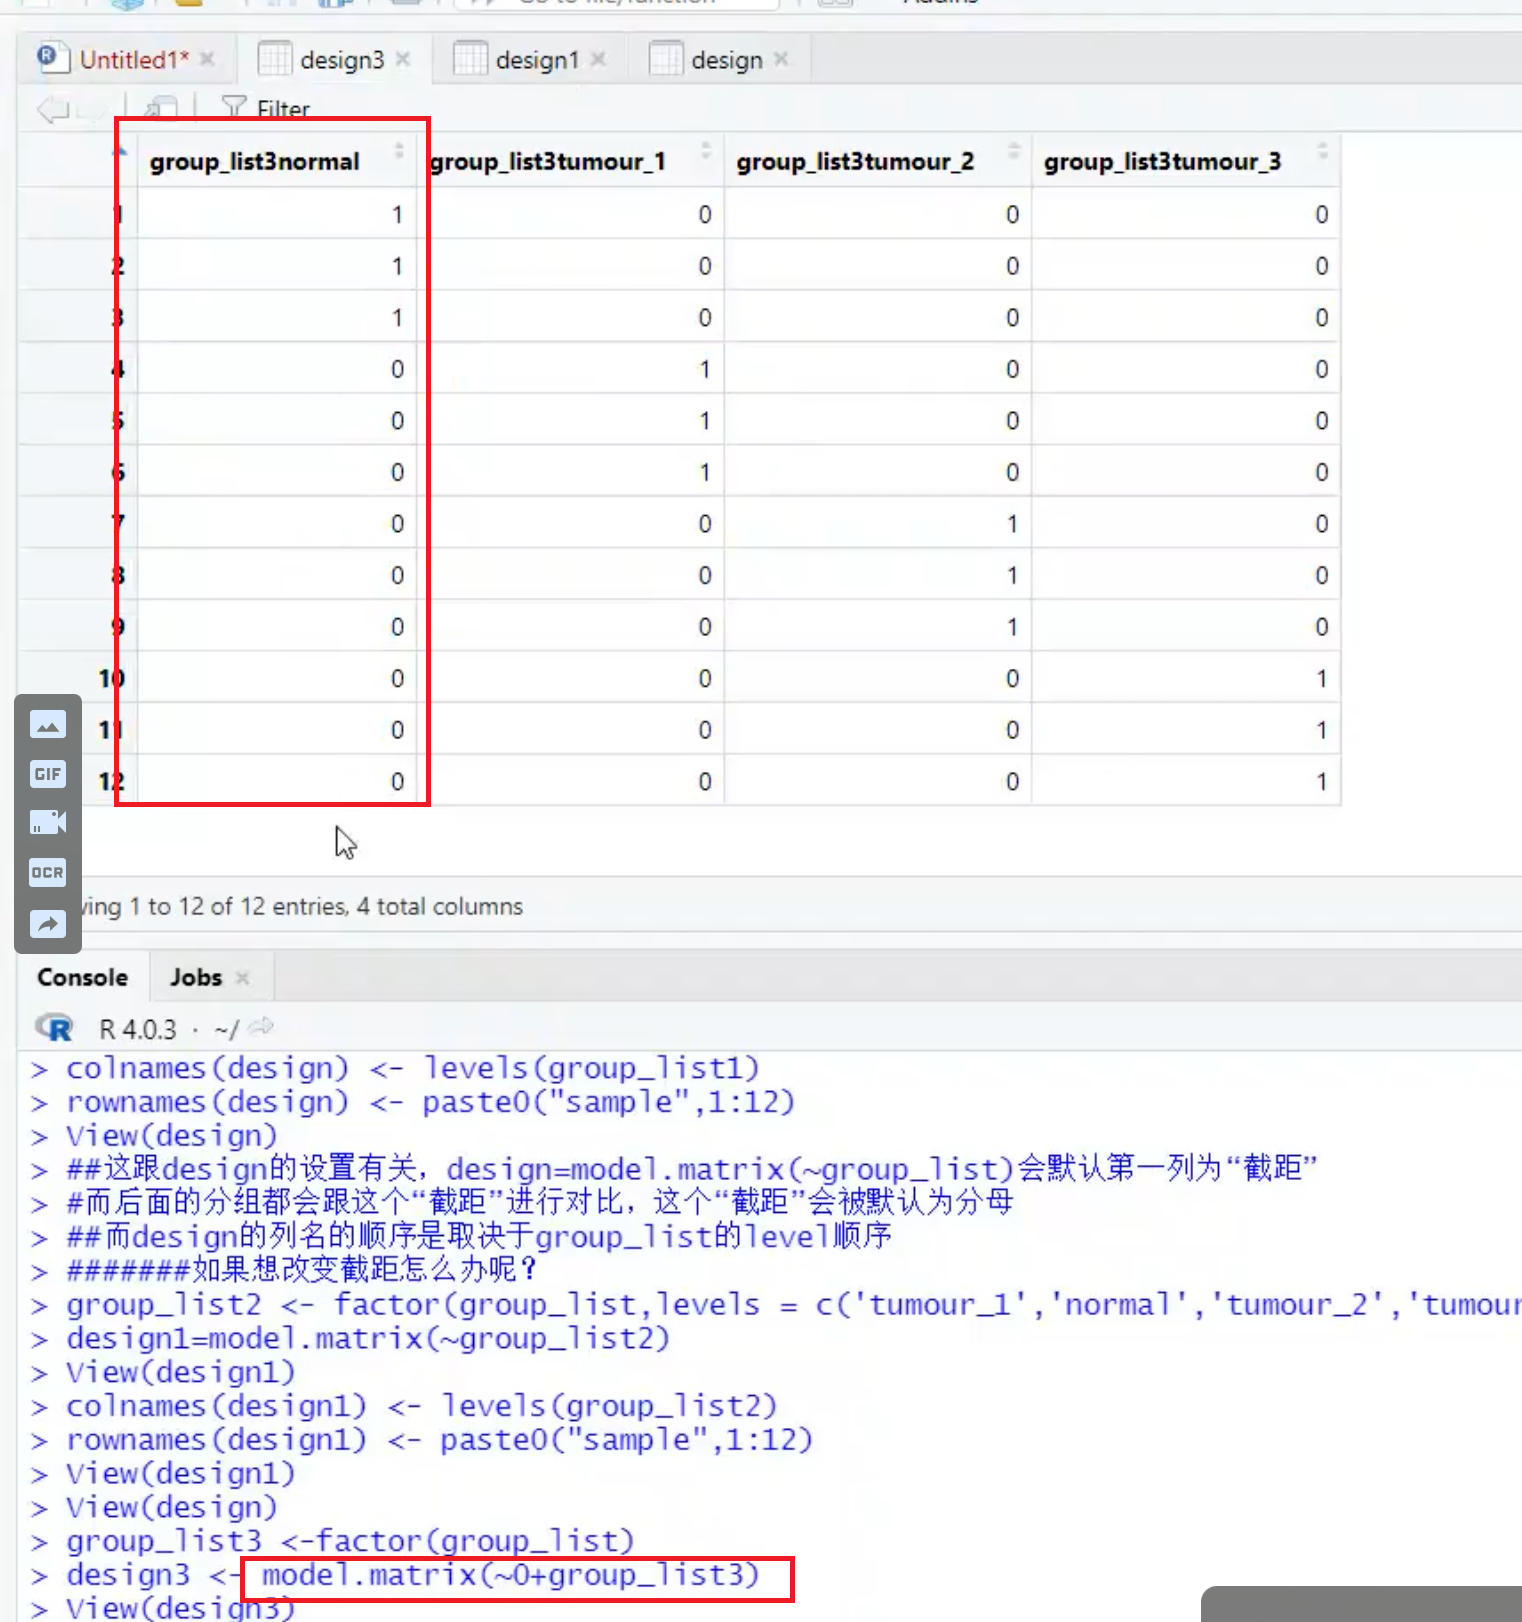 Addins
Untitled1*
design3
design1
design
Filter
group_list3normal group_list3tumour_1 group_list3tumour_2 group_list3tumour_3
1 1 0 0 0
2 1 0 0 0
3 1 0 0 0
4 0 1 0 0
5 0 1 0 0
6 0 1 0 0
7 0 0 1 0
8 0 0 1 0
9 0 0 1 0
10 0 0 0 1
11 0 0 0 1
12 0 0 0 1
GIF
OCR
ving 1 to 12 of 12 entries, 4 total columns
Console Jobs
R 4.0.3 · ~/
> colnames(design) <- levels(group_list1)
> rownames(design) <- paste0("sample",1:12)
> View(design)
> ##这跟design的设置有关，design=model.matrix(~group_list)会默认第一列为“截距”
> #而后面的分组都会跟这个“截距”进行对比，这个“截距”会被默认为分母
> ##而design的列名的顺序是取决于group_list的level顺序
> #######如果想改变截距怎么办呢？
> group_list2 <- factor(group_list,levels = c('tumour_1','normal','tumour_2','tumour
> design1=model.matrix(~group_list2)
> View(design1)
> colnames(design1) <- levels(group_list2)
> rownames(design1) <- paste0("sample",1:12)
> View(design1)
> View(design)
> group_list3 <-factor(group_list)
> design3 <- model.matrix(~0+group_list3)
> View(design3)